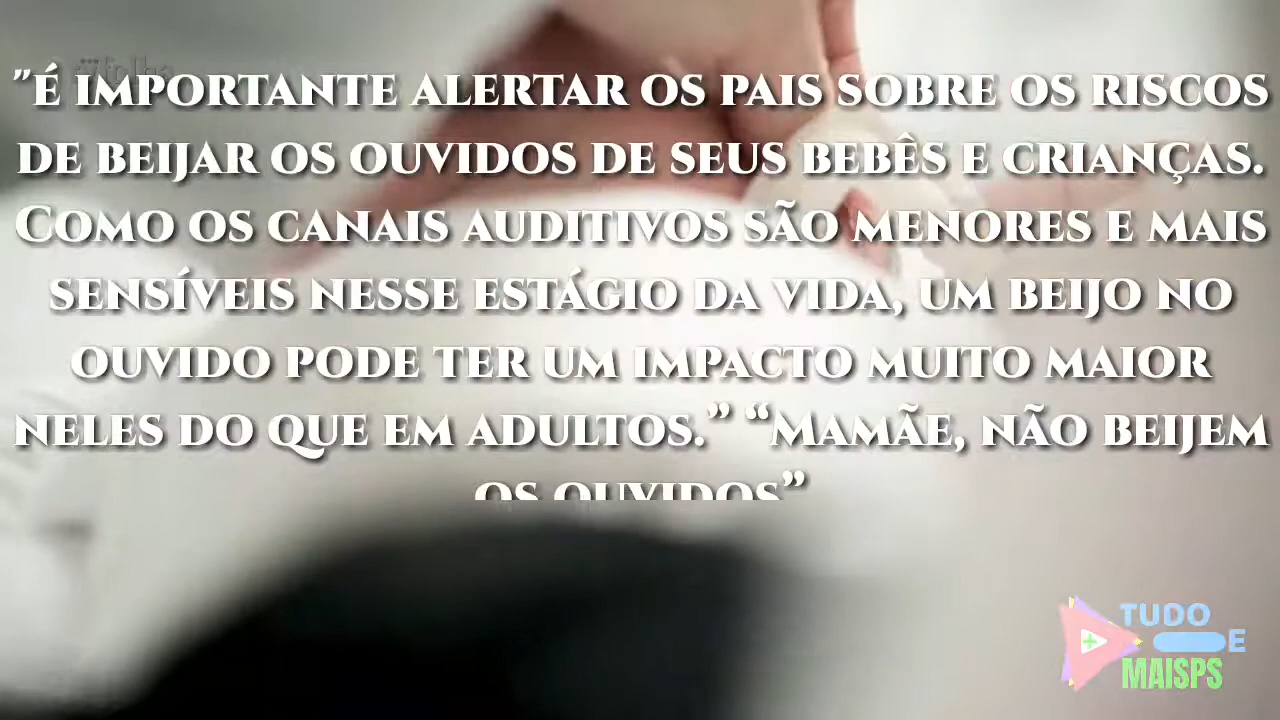 "É IMPORTANTE ALERTAR OS PAIS SOBRE OS RISCOS
DE BEIJAR OS OUVIDOS DE SEUS BEBÊS E CRIANÇAS.
COMO OS CANAIS AUDITIVOS SÃO MENORES E MAIS
SENSÍVEIS NESSE ESTÁGIO DA VIDA, UM BEIJO NO
OUVIDO PODE TER UM IMPACTO MUITO MAIOR
NELES DO QUE EM ADULTOS.” “MAMÃE, NÃO BEIJEM
OS OUVIDOS”
TUDO
E
MAISPS